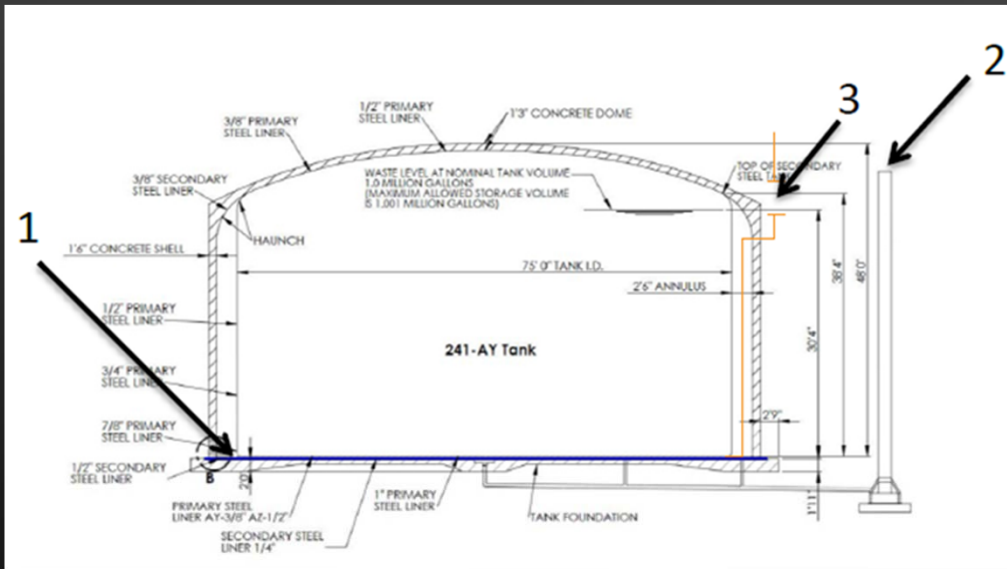 2
3
1/2" PRIMARY
STEEL LINER
1'3" CONCRETE DOME
3/8" PRIMARY
STEEL LINER
WASTE LEVEL AT NOMINAL TANK VOLUME
1.0 MILLION GALLONS
(MAXIMUM ALLOWED STORAGE VOLUME
IS 1.001 MILLION GALLONS)
TOP OF SECONDARY
STEEL
3/8" SECONDARY
STEEL LINER
1
HAUNCH
1'6" CONCRETE SHELL
75' 0" TANK I.D.
2'6" ANNULUS
38'4"
48'0"
30'4"
1/2" PRIMARY
STEEL LINER
241-AY Tank
3/4" PRIMARY
STEEL LINER
2'9"
7/8" PRIMARY
STEEL LINER
1/2" SECONDARY
STEEL LINER
B
2'0"
PRIMARY STEEL
LINER AY-3/8" AZ-1/2"
1" PRIMARY
STEEL LINER
TANK FOUNDATION
1'11"
SECONDARY STEEL
LINER 1/4"